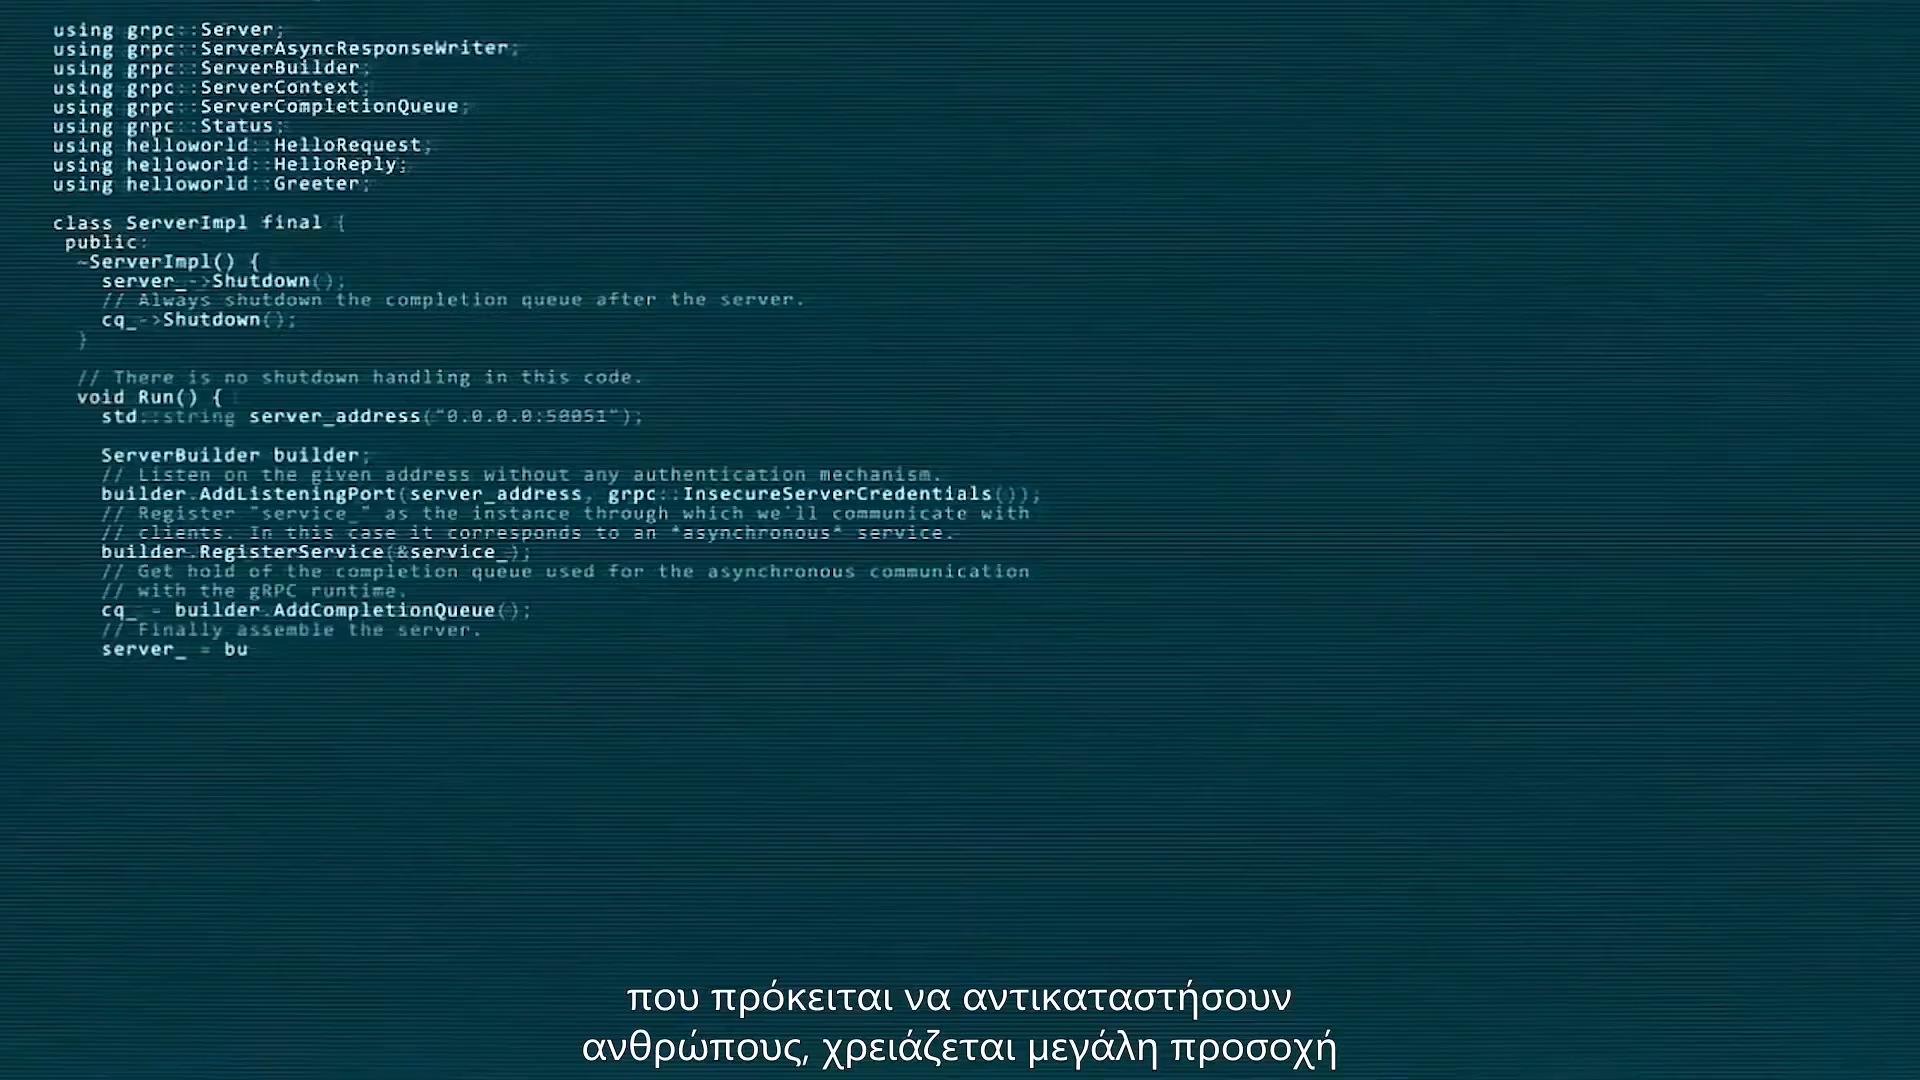 using grpc::Server;
using grpc::ServerAsyncResponseWriter;
using grpc::ServerBuilder;
using grpc::ServerContext;
using grpc::ServerCompletionQueue;
using grpc::Status;
using helloworld::HelloRequest;
using helloworld::HelloReply;
using helloworld::Greeter;
class ServerImpl final {
public:
~ServerImpl() {
server_->Shutdown();
// Always shutdown the completion queue after the server.
cq_->Shutdown();
}
// There is no shutdown handling in this code.
void Run() {
std::string server_address("0.0.0.0:50051");
ServerBuilder builder;
// Listen on the given address without any authentication mechanism.
builder.AddListeningPort(server_address, grpc::InsecureServerCredentials());
// Register "service_" as the instance through which we'll communicate with
// clients. In this case it corresponds to an *asynchronous* service.
builder.RegisterService(&service_);
// Get hold of the completion queue used for the asynchronous communication
// with the gRPC runtime.
cq_ = builder.AddCompletionQueue();
// Finally assemble the server.
server_ = bu
που πρόκειται να αντικαταστήσουν
ανθρώπους, χρειάζεται μεγάλη προσοχή